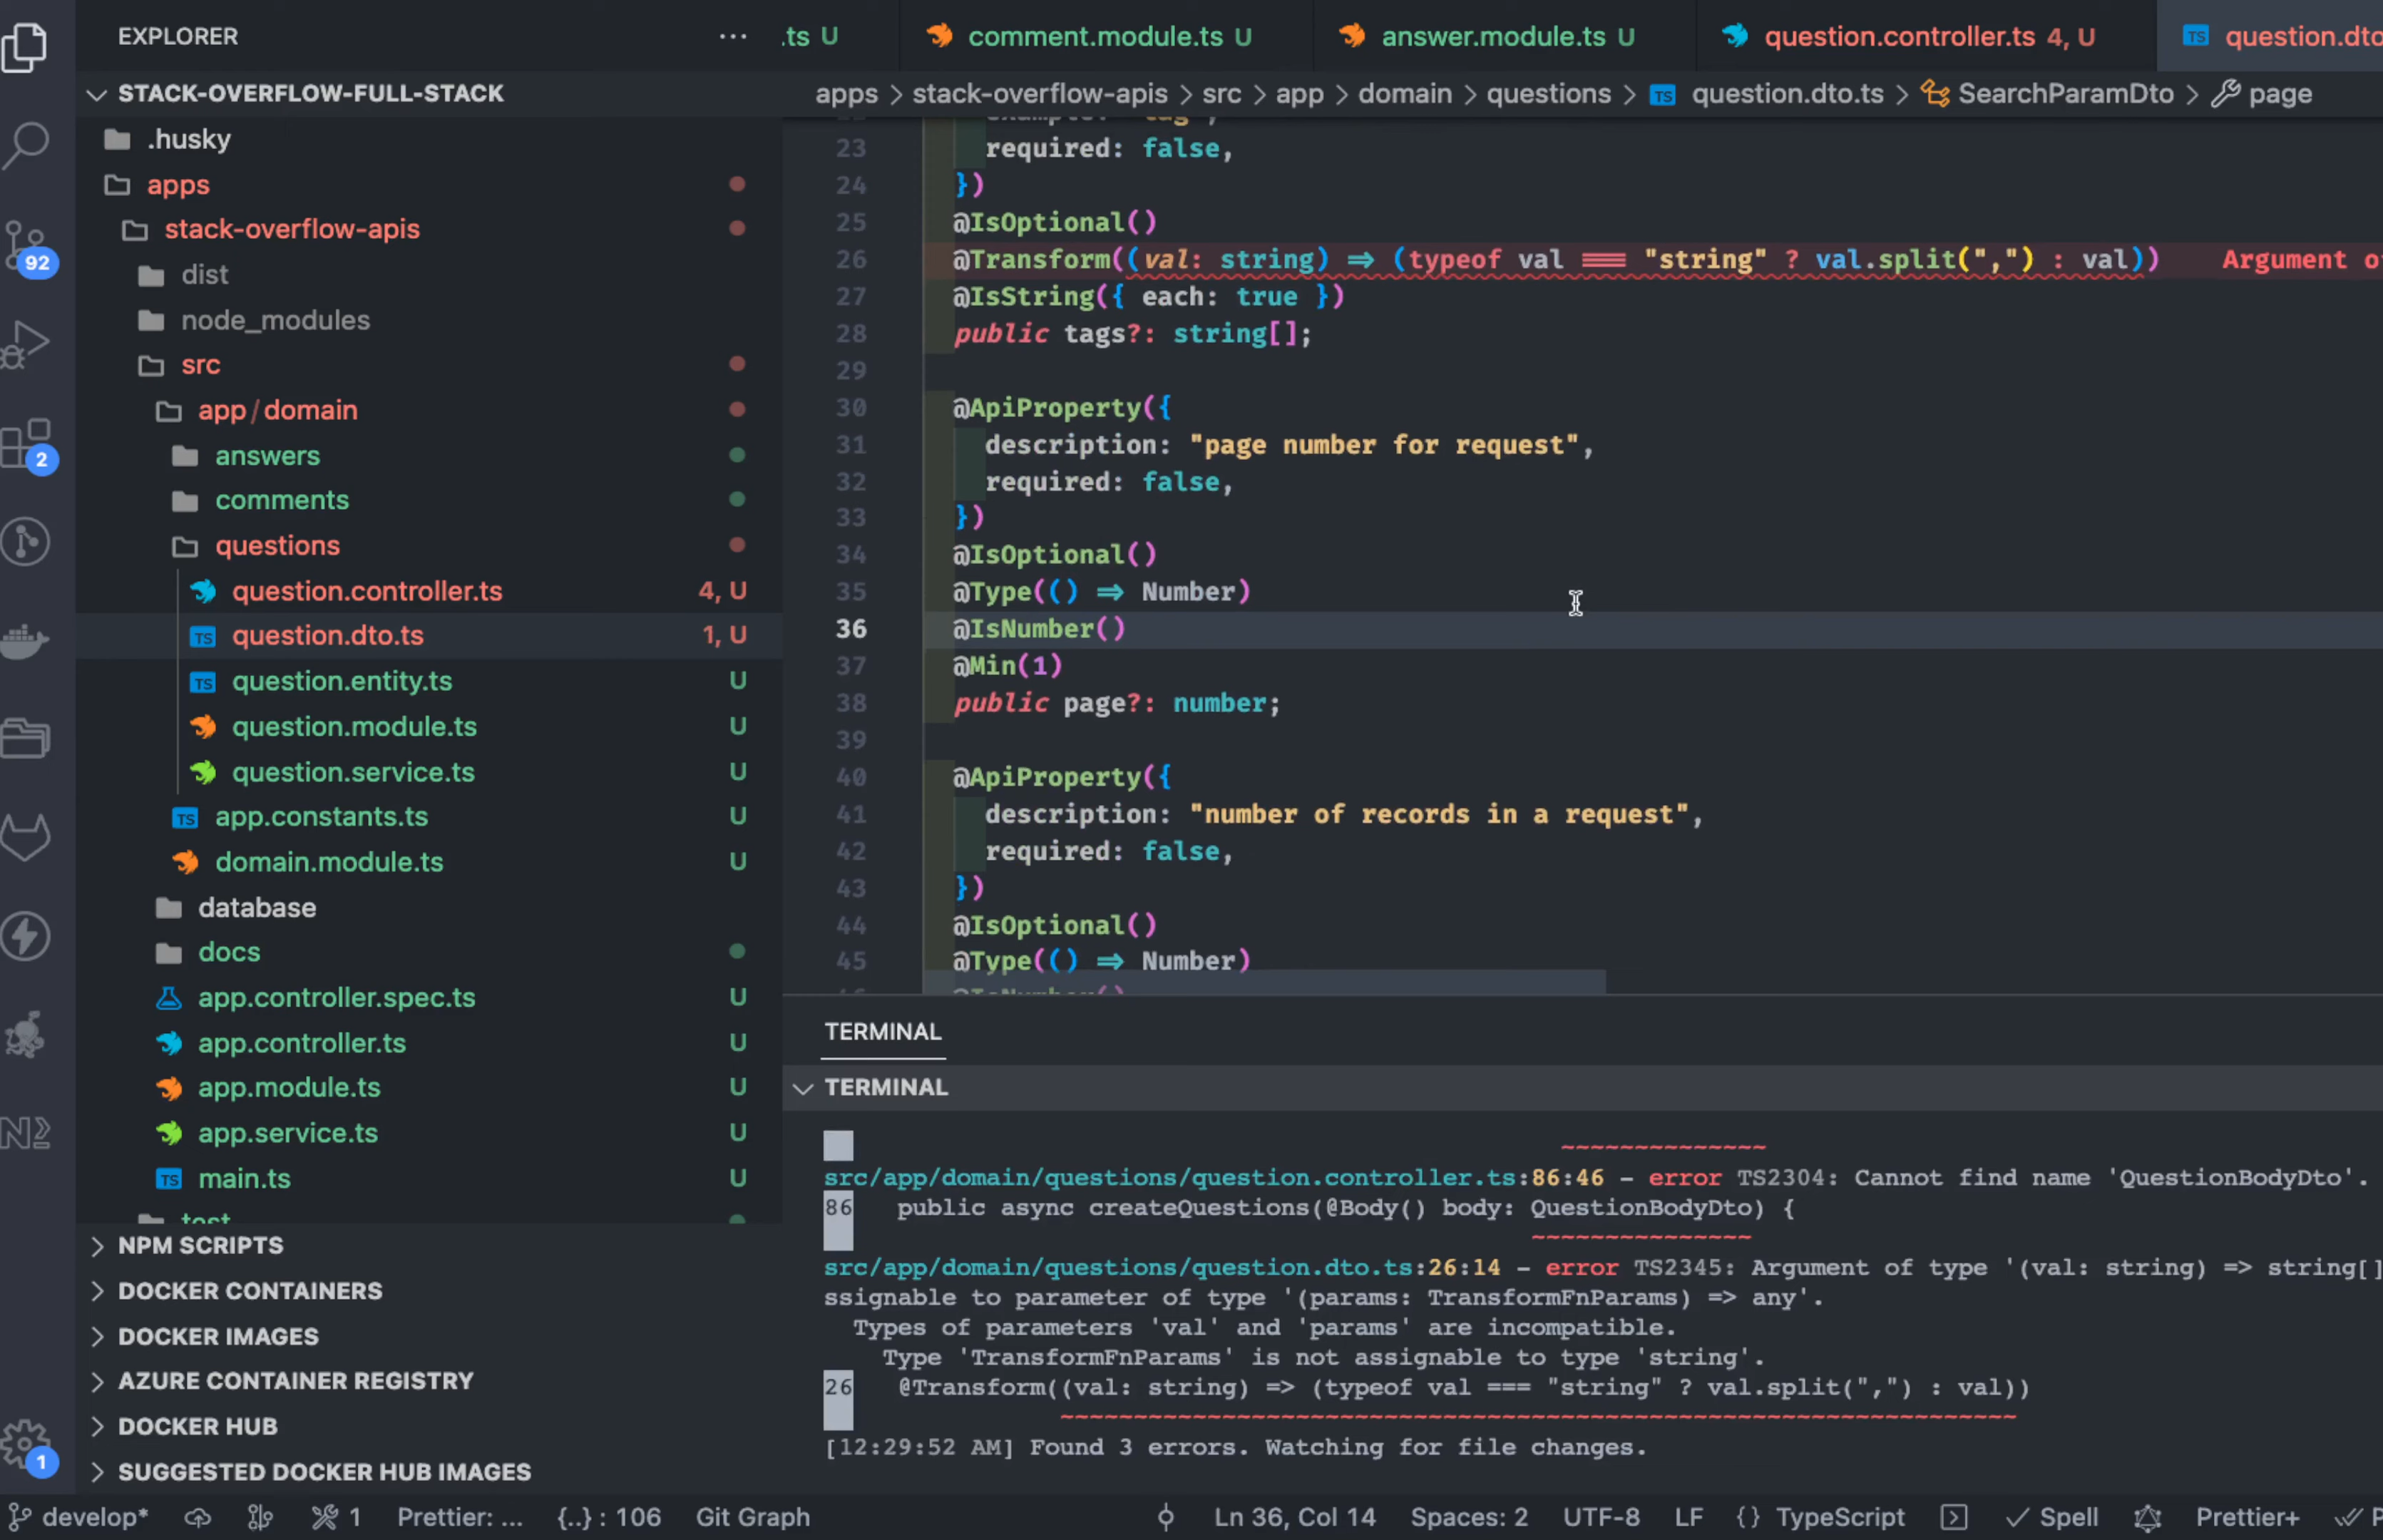 EXPLORER
STACK-OVERFLOW-FULL-STACK
.husky
apps
stack-overflow-apis
dist
node_modules
src
app / domain
answers
comments
questions
question.controller.ts 4, U
question.dto.ts 1, U
question.entity.ts U
question.module.ts U
question.service.ts U
app.constants.ts U
domain.module.ts U
database
docs
app.controller.spec.ts U
app.controller.ts U
app.module.ts U
app.service.ts U
main.ts U
test
NPM SCRIPTS
DOCKER CONTAINERS
DOCKER IMAGES
AZURE CONTAINER REGISTRY
DOCKER HUB
SUGGESTED DOCKER HUB IMAGES
92
2
1
.ts U
comment.module.ts U
answer.module.ts U
question.controller.ts 4, U
TS question.dto
apps > stack-overflow-apis > src > app > domain > questions > TS question.dto.ts > SearchParamDto > page
23 required: false,
24 })
25 @IsOptional()
26 @Transform((val: string) => (typeof val === "string" ? val.split(",") : val)) Argument o
27 @IsString({ each: true })
28 public tags?: string[];
29
30 @ApiProperty({
31 description: "page number for request",
32 required: false,
33 })
34 @IsOptional()
35 @Type(() => Number)
36 @IsNumber()
37 @Min(1)
38 public page?: number;
39
40 @ApiProperty({
41 description: "number of records in a request",
42 required: false,
43 })
44 @IsOptional()
45 @Type(() => Number)
TERMINAL
TERMINAL
src/app/domain/questions/question.controller.ts:86:46 - error TS2304: Cannot find name 'QuestionBodyDto'.
86 public async createQuestions(@Body() body: QuestionBodyDto) {
src/app/domain/questions/question.dto.ts:26:14 - error TS2345: Argument of type '(val: string) => string[]
ssignable to parameter of type '(params: TransformFnParams) => any'.
Types of parameters 'val' and 'params' are incompatible.
Type 'TransformFnParams' is not assignable to type 'string'.
26 @Transform((val: string) => (typeof val === "string" ? val.split(",") : val))
[12:29:52 AM] Found 3 errors. Watching for file changes.
develop* 1 Prettier: ... {..} : 106 Git Graph Ln 36, Col 14 Spaces: 2 UTF-8 LF {} TypeScript Spell Prettier+ P